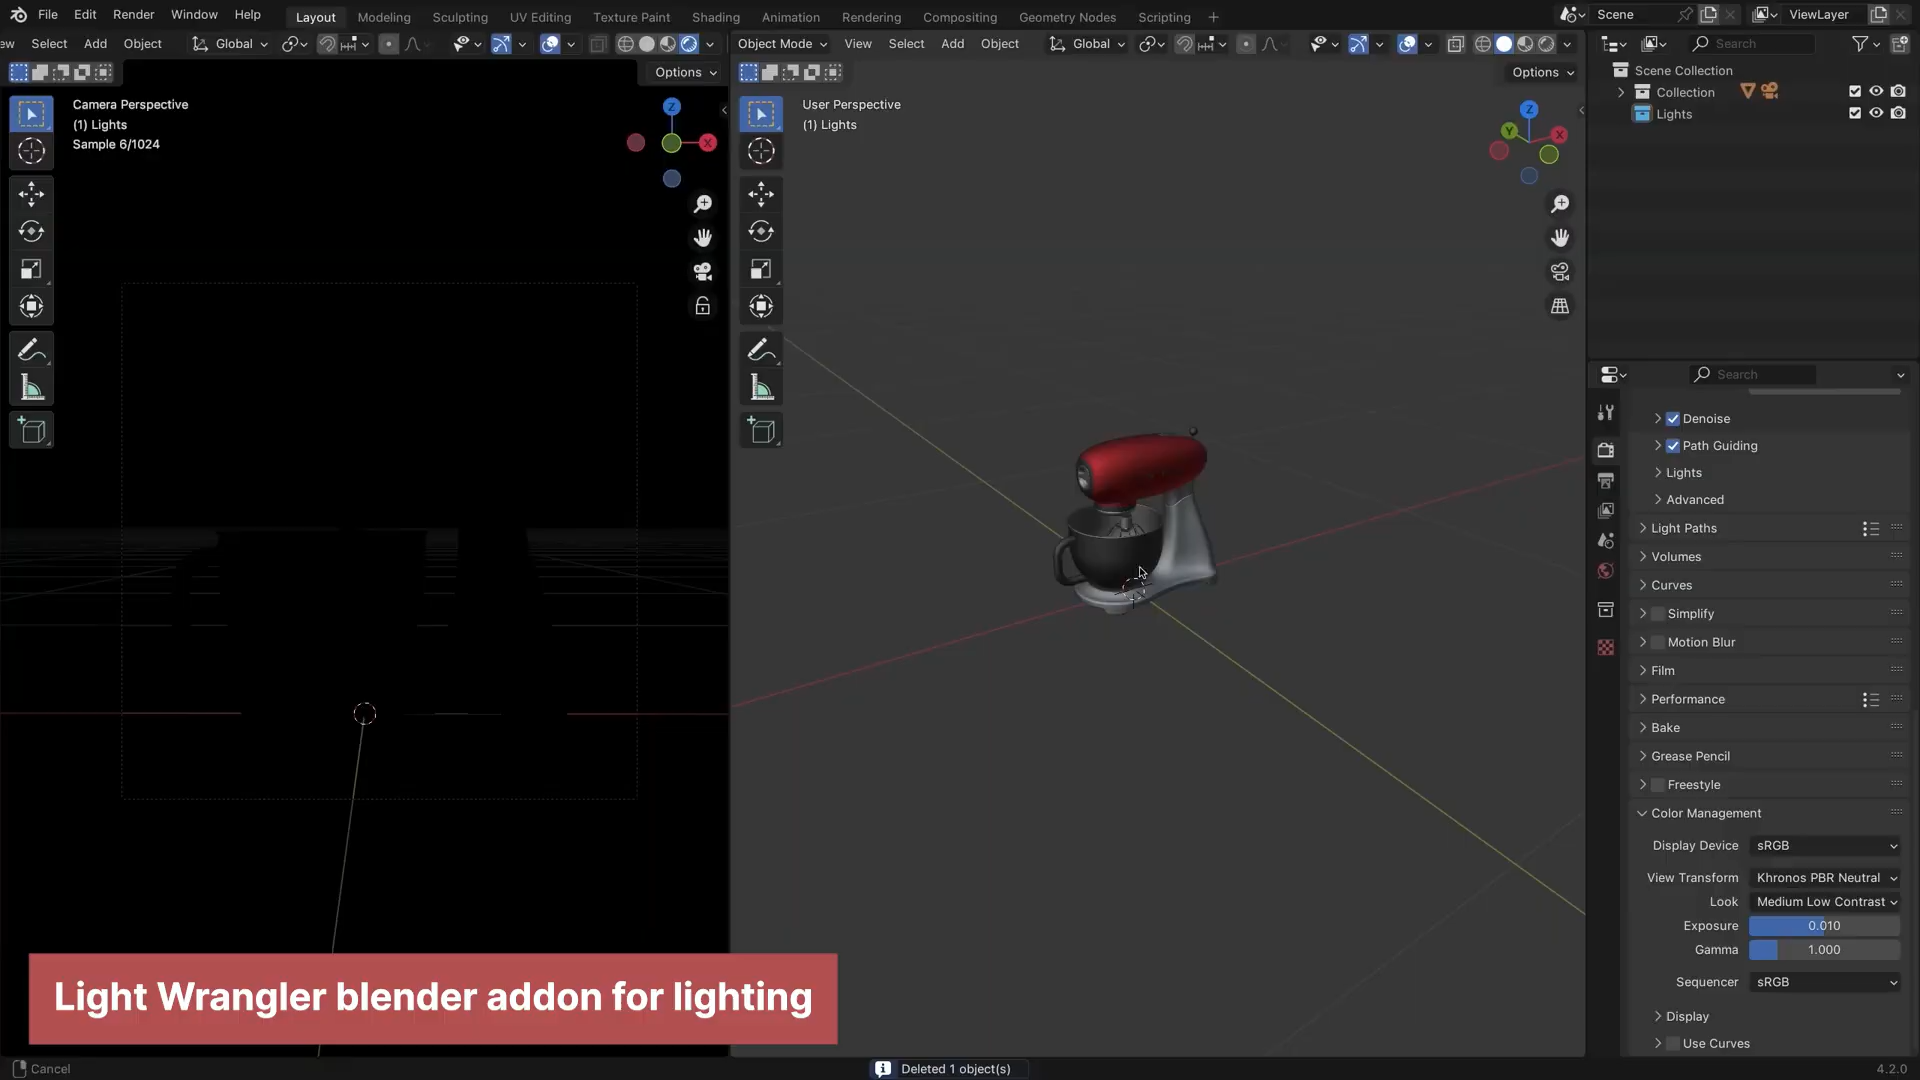 File Edit Render Window Help Layout Modeling Sculpting UV Editing Texture Paint Shading Animation Rendering Compositing Geometry Nodes Scripting + Scene ViewLayer
ew Select Add Object Global Object Mode View Select Add Object Global Search
Options Options
Scene Collection
Collection
Lights
Camera Perspective
(1) Lights
Sample 6/1024
Z
X
User Perspective
(1) Lights
Z
Y
X
Search
Denoise
Path Guiding
Lights
Advanced
Light Paths
Volumes
Curves
Simplify
Motion Blur
Film
Performance
Bake
Grease Pencil
Freestyle
Color Management
Display Device sRGB
View Transform Khronos PBR Neutral
Look Medium Low Contrast
Exposure 0.010
Gamma 1.000
Sequencer sRGB
Display
Use Curves
Light Wrangler blender addon for lighting
Cancel Deleted 1 object(s) 4.2.0